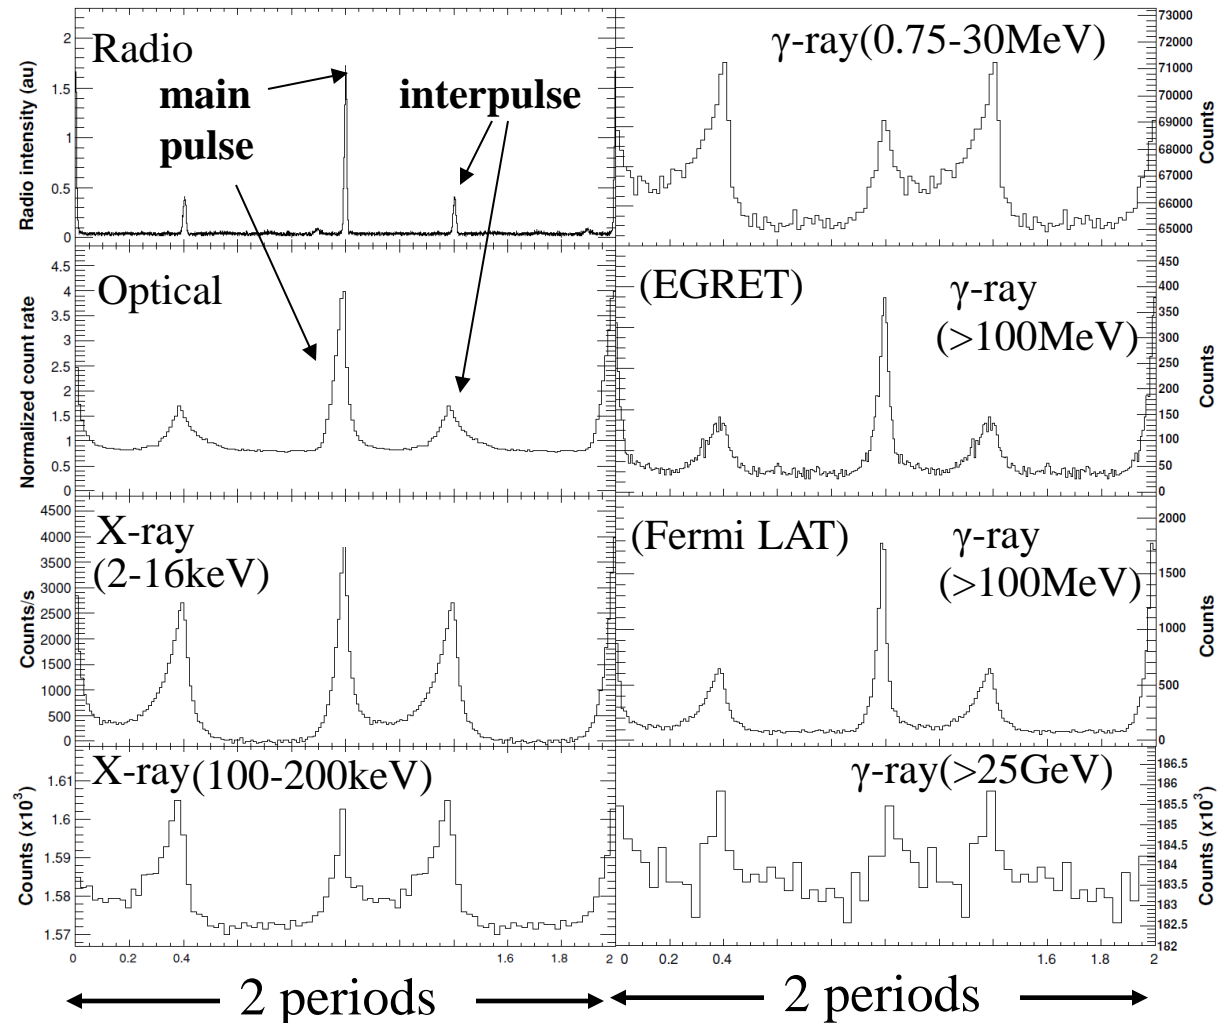 Radio
main
pulse
interpulse
Radio intensity (au)
2
1.5
1
0.5
0
γ-ray(0.75-30MeV)
73000
72000
71000
70000
69000
68000
67000
66000
65000
Counts
Optical
Normalized count rate
4.5
4
3.5
3
2.5
2
1.5
1
0.5
0
(EGRET)
γ-ray
(>100MeV)
450
400
350
300
250
200
150
100
50
0
Counts
X-ray
(2-16keV)
Counts/s
4500
4000
3500
3000
2500
2000
1500
1000
500
0
(Fermi LAT)
γ-ray
(>100MeV)
2000
1500
1000
500
0
Counts
X-ray(100-200keV)
Counts (x10³)
1.61
1.6
1.59
1.58
1.57
γ-ray(>25GeV)
186.5
186
185.5
185
184.5
184
183.5
183
182.5
182
Counts (x10³)
0 0.2 0.4 1.6 1.8 2
0 0.2 0.4 1.6 1.8 2
2 periods
2 periods